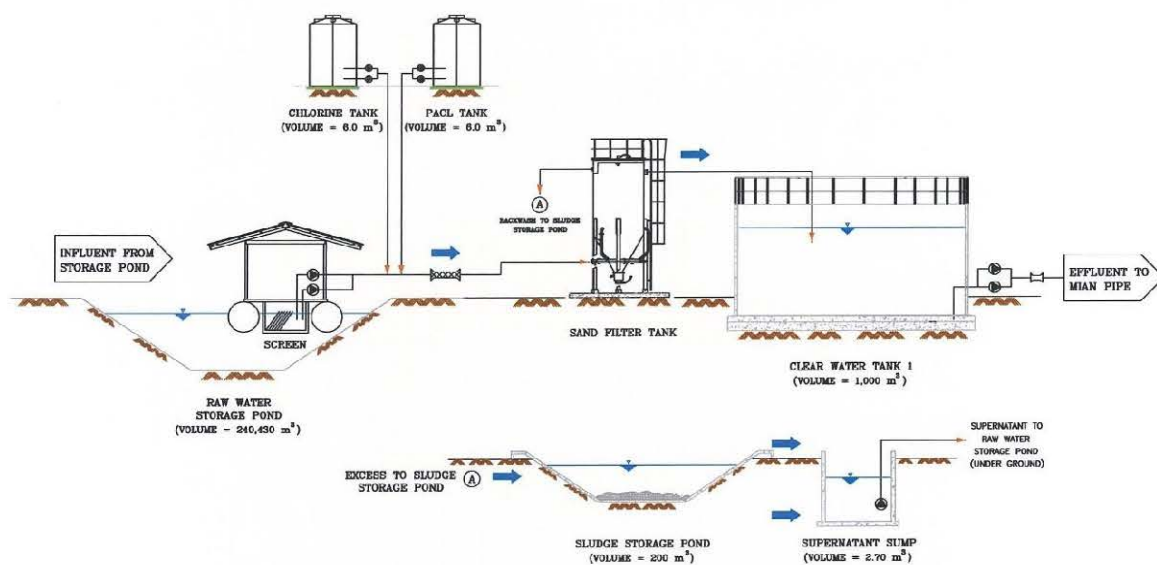 CHLORINE TANK
(VOLUME = 6.0 m³)
PACL TANK
(VOLUME = 6.0 m³)
INFLUENT FROM
STORAGE POND
A
BACKWASH TO SLUDGE
STORAGE POND
SCREEN
SAND FILTER TANK
EFFLUENT TO
MIAN PIPE
CLEAR WATER TANK 1
(VOLUME = 1,000 m³)
RAW WATER
STORAGE POND
(VOLUME - 240,430 m³)
EXCESS TO SLUDGE
STORAGE POND
A
SUPERNATANT TO
RAW WATER
STORAGE POND
(UNDER GROUND)
SLUDGE STORAGE POND
(VOLUME = 200 m³)
SUPERNATANT SUMP
(VOLUME = 2.70 m³)